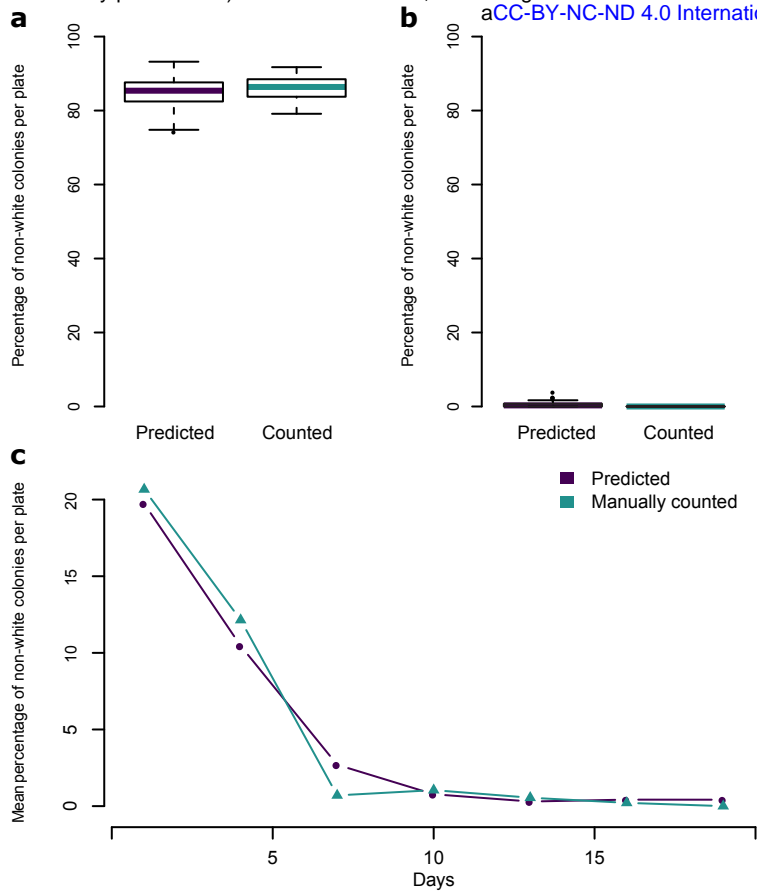 aCC-BY-NC-ND 4.0 Internatio
a
b
Percentage of non-white colonies per plate
0
20
40
60
80
100
Predicted
Counted
Percentage of non-white colonies per plate
0
20
40
60
80
100
Predicted
Counted
c
Predicted
Manually counted
Mean percentage of non-white colonies per plate
0
5
10
15
20
5
10
15
Days